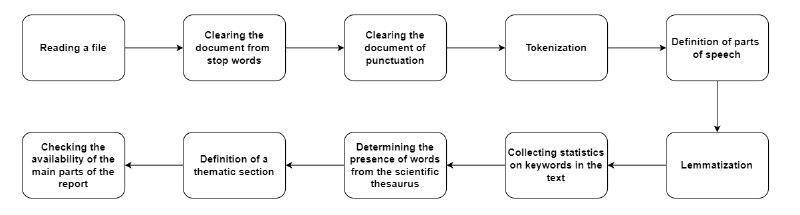 Reading a file
Clearing the
document from
stop words
Clearing the
document of
punctuation
Tokenization
Definition of parts
of speech
Lemmatization
Collecting statistics
on keywords in the
text
Determining the
presence of words
from the scientific
thesaurus
Definition of a
thematic section
Checking the
availability of the
main parts of the
report